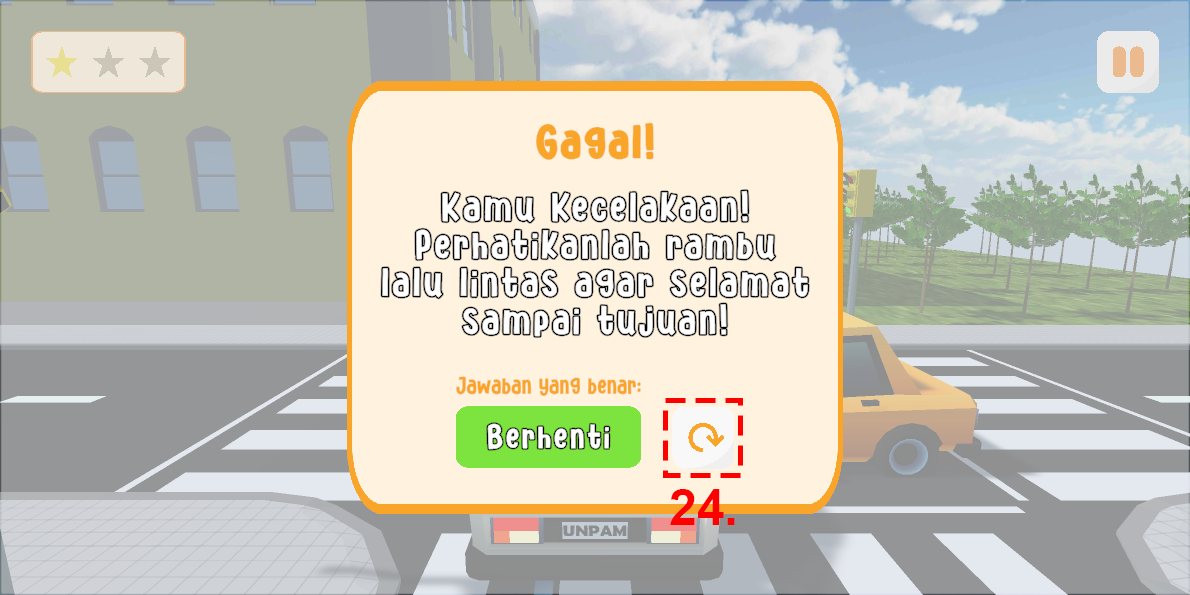 Gagal!
Kamu Kecelakaan!
Perhatikanlah rambu
lalu lintas agar selamat
sampai tujuan!
Jawaban yang benar:
Berhenti
24.
UNPAM